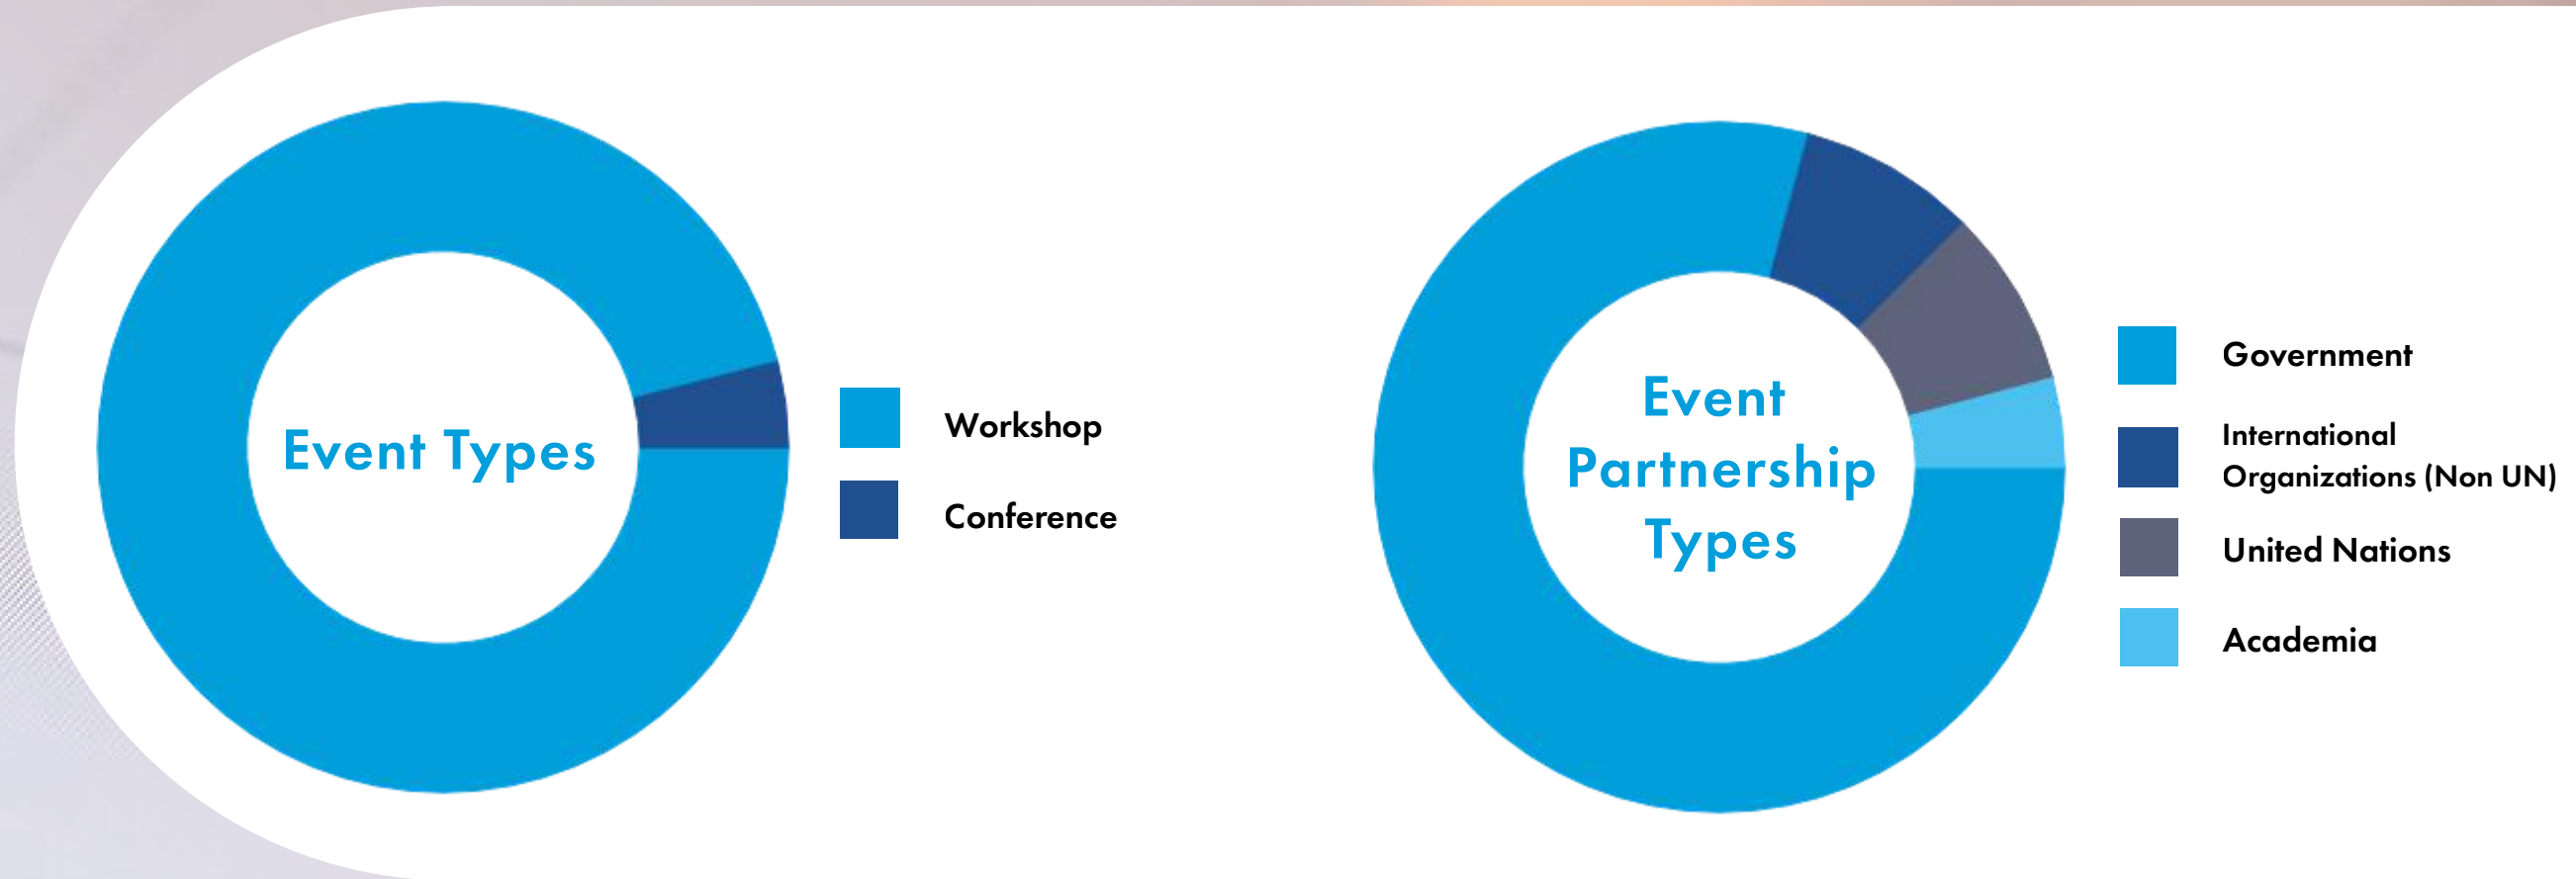 Event Types
Workshop
Conference
Event
Partnership
Types
Government
International
Organizations (Non UN)
United Nations
Academia